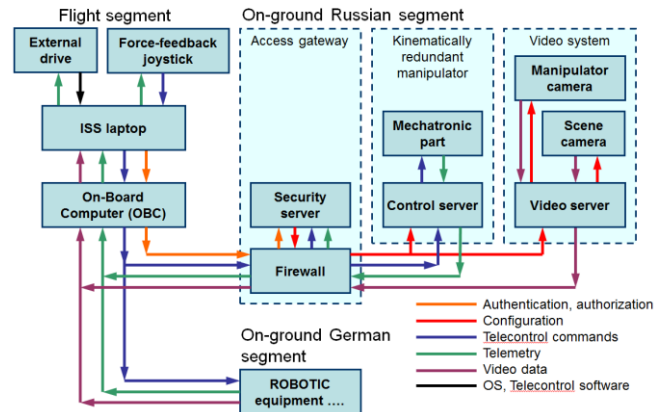 Flight segment
On-ground Russian segment
External
drive
Force-feedback
joystick
Access gateway
Kinematically
redundant
manipulator
Video system
Manipulator
camera
ISS laptop
Mechatronic
part
Scene
camera
On-Board
Computer (OBC)
Security
server
Control server
Video server
Firewall
Authentication, authorization
Configuration
Telecontrol commands
Telemetry
Video data
OS, Telecontrol software
On-ground German
segment
ROBOTIC
equipment ....